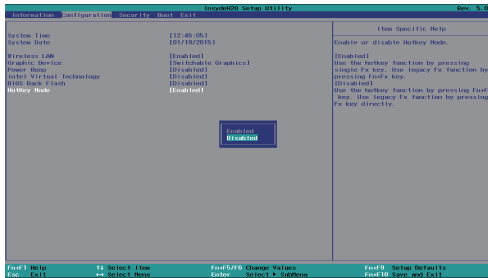 InsydeH20 Setup Utility Rev. 5.0
Information Configuration Security Boot Exit
Item Specific Help
System Time [12:46:05]
System Date [01/19/2015]
Enable or disable Hotkey Mode.
Wireless LAN [Enabled]
Graphic Device [Switchable Graphics]
Power Beep [Disabled]
Intel Virtual Technology [Disabled]
BIOS Back Flash [Disabled]
HotKey Mode [Enabled]
[Enabled]
Use the hotkey function by pressing
single Fx key. Use legacy Fx function by
pressing Fn+Fx key.
[Disabled]
Use the hotkey function by pressing Fn+F
key. Use legacy Fx function by pressing
Fx key directly.
Enabled
Disabled
Fn+F1 Help ↑↓ Select Item Fn+F5/F6 Change Values Fn+F9 Setup Defaults
Esc Exit ↔ Select Menu Enter Select ▶ SubMenu Fn+F10 Save and Exit